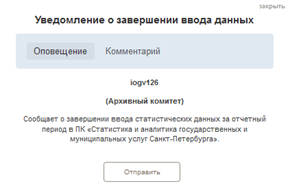 закрыть
Уведомление о завершении ввода данных
Оповещение Комментарий
iogv126
(Архивный комитет)
Сообщает о завершении ввода статистических данных за отчетный
период в ПК «Статистика и аналитика государственных и
муниципальных услуг Санкт-Петербурга».
Отправить